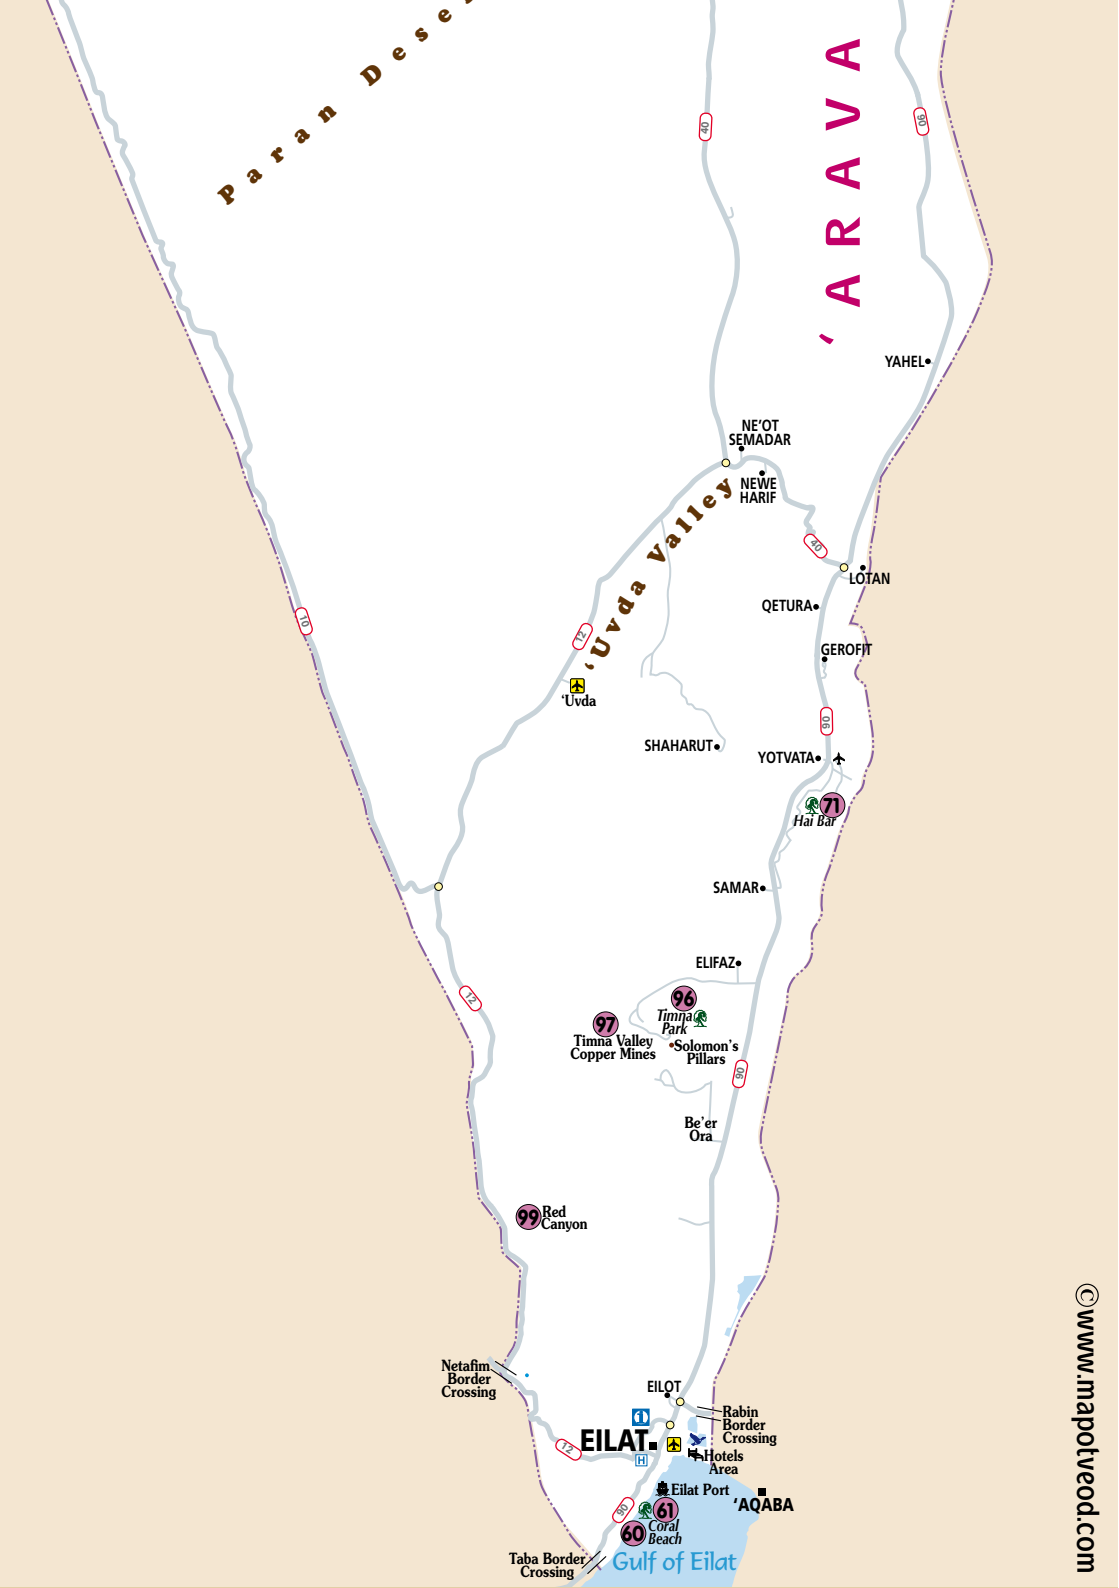 Paran Dese
'ARAVA
40
90
YAHEL
NE'OT
SEMADAR
NEWE
HARIF
'Uvda Valley
40
LOTAN
QETURA
10
12
GEROFIT
'Uvda
90
SHAHARUT
YOTVATA
71
Hai Bar
SAMAR
ELIFAZ
12
96
Timna
Park
97
Timna Valley
Copper Mines
Solomon's
Pillars
90
Be'er
Ora
99
Red
Canyon
Netafim
Border
Crossing
EILOT
Rabin
Border
Crossing
EILAT
12
H
Hotels
Area
Eilat Port
'AQABA
90
61
60
Coral
Beach
Taba Border
Crossing
Gulf of Eilat
©www.mapotveod.com